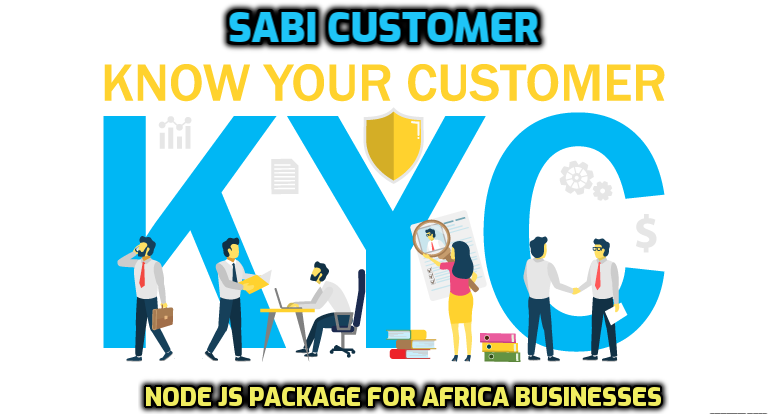 SABI CUSTOMER
KNOW YOUR CUSTOMER
KYC
$
NODE JS PACKAGE FOR AFRICA BUSINESSES